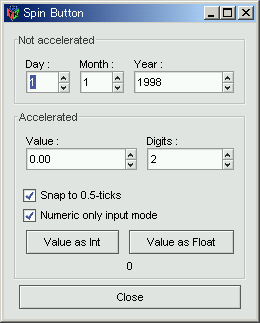 Spin Button
Not accelerated
Day : Month : Year :
1 1 1998
Accelerated
Value : Digits :
0.00 2
Snap to 0.5-ticks
Numeric only input mode
Value as Int Value as Float
0
Close